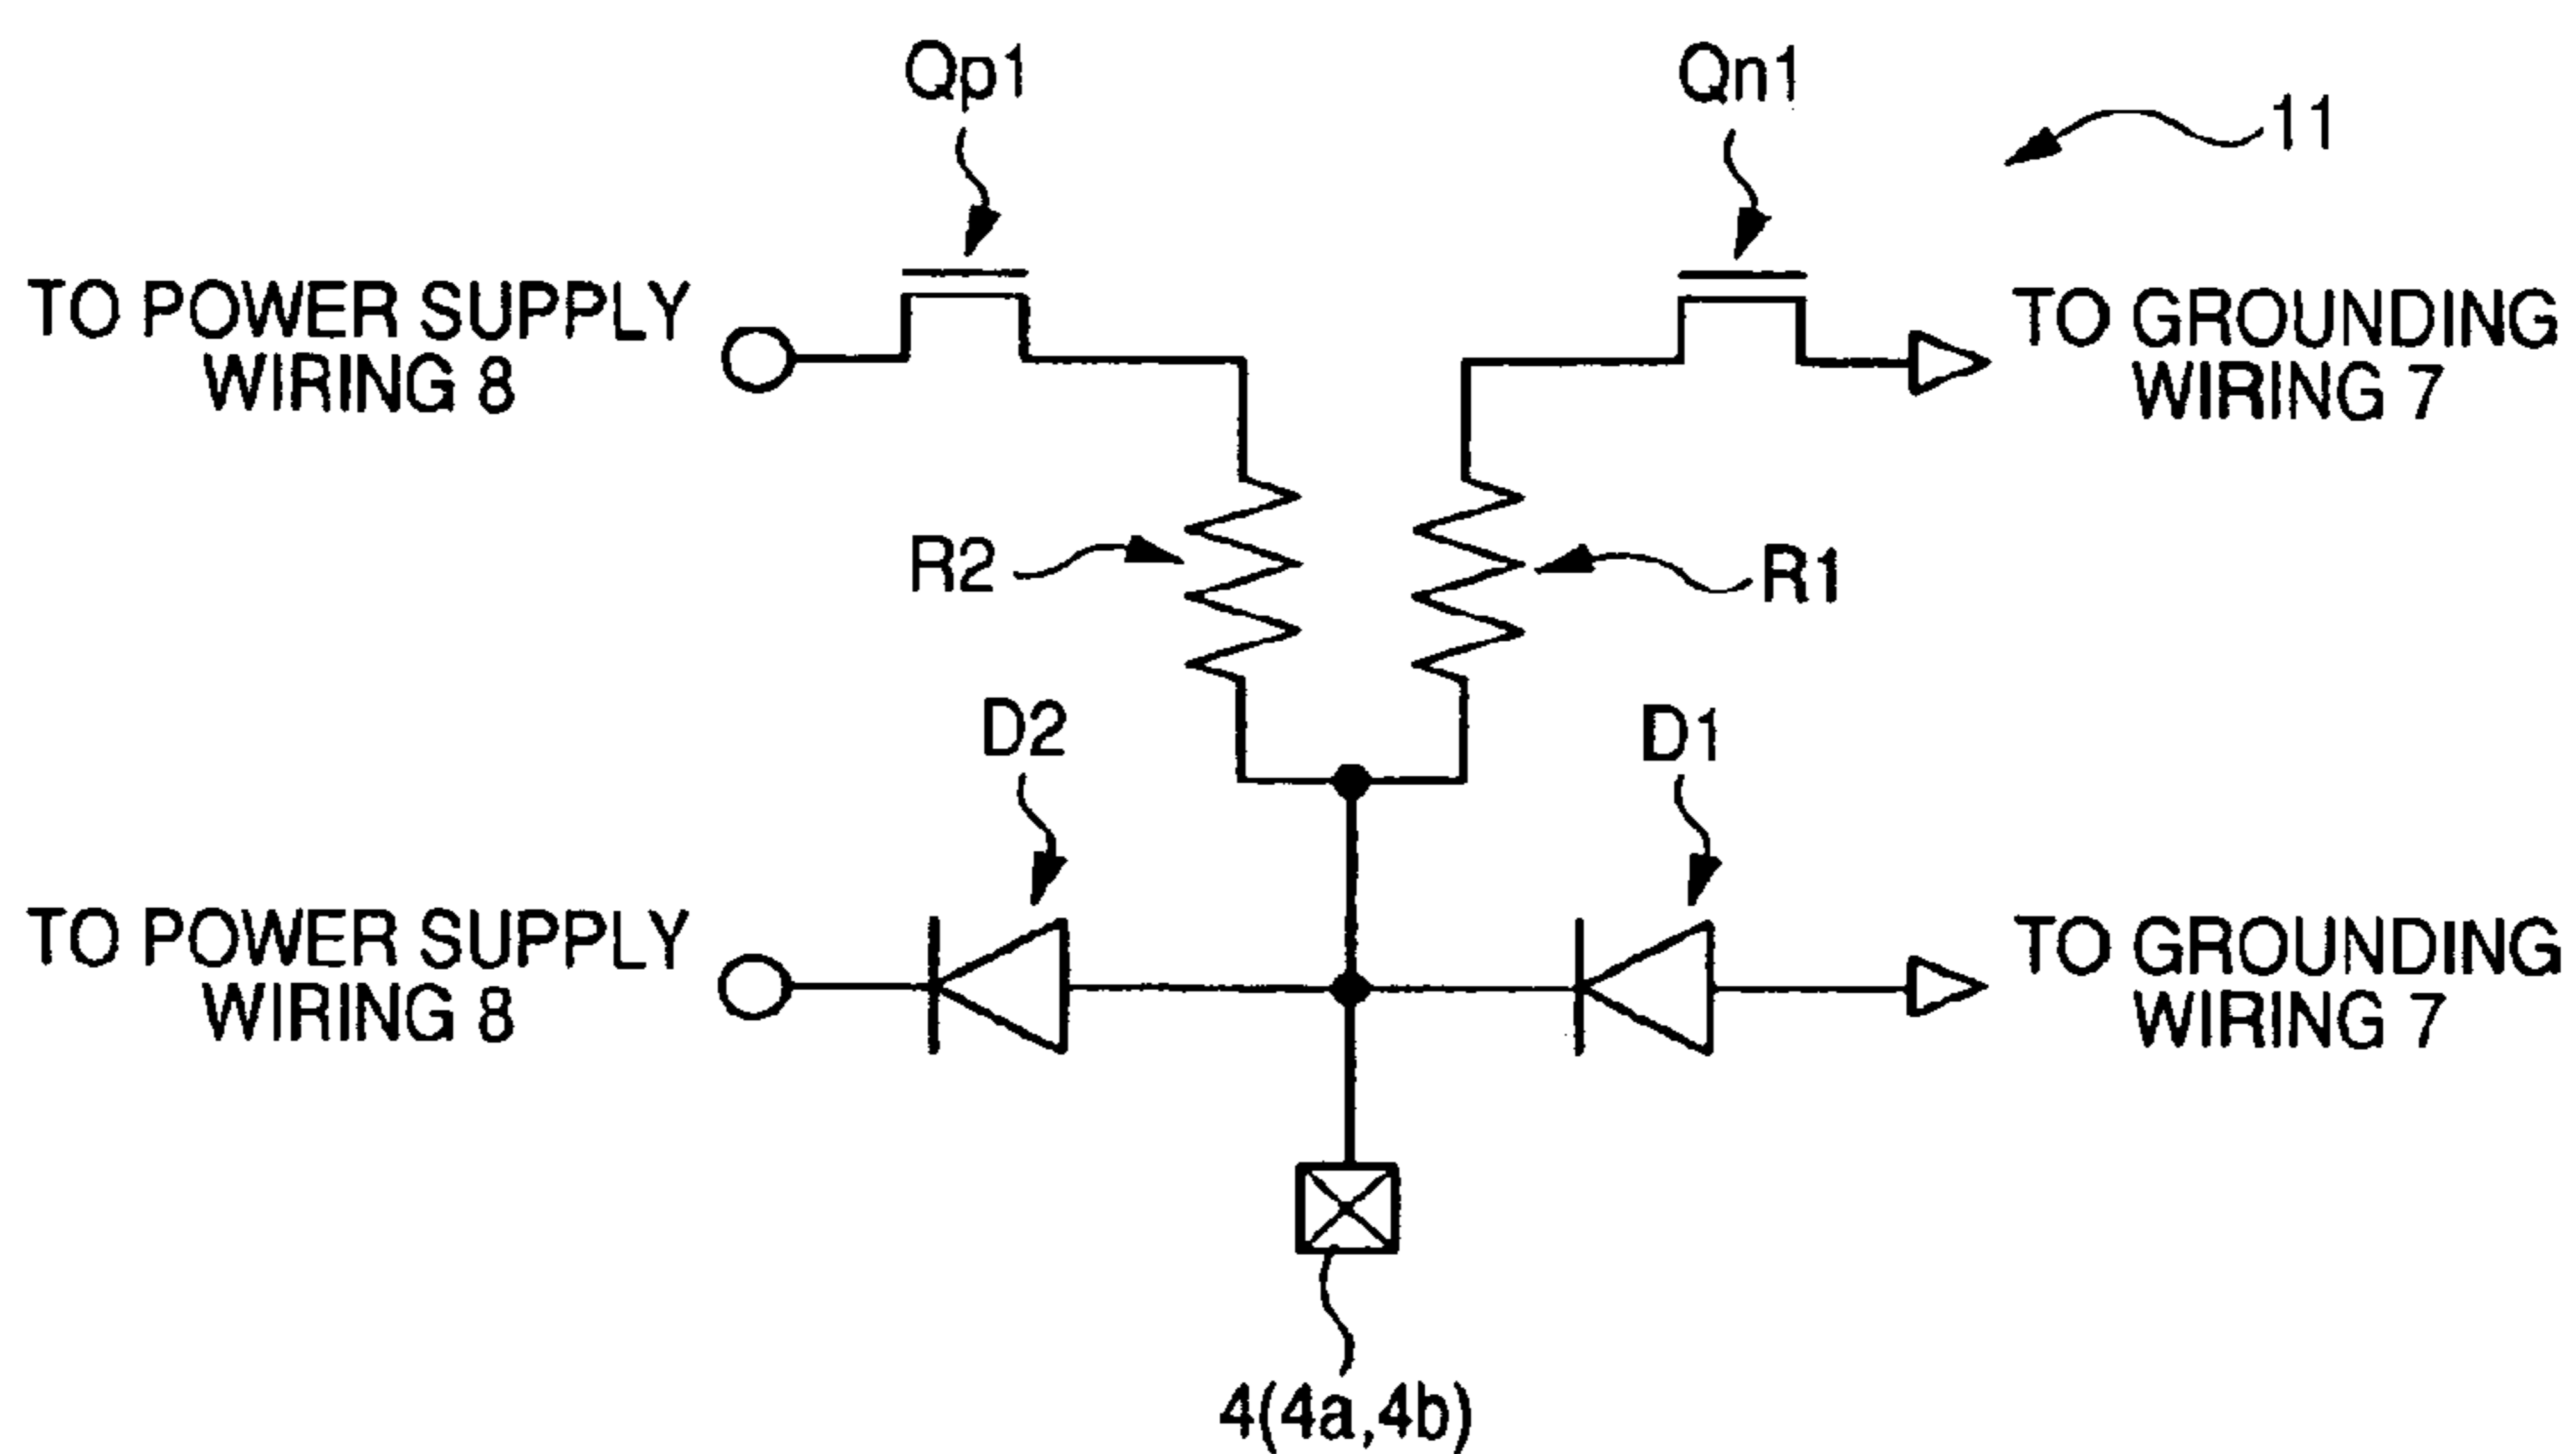 Qp1
Qn1
11
TO POWER SUPPLY
WIRING 8
TO GROUNDING
WIRING 7
R2
R1
D2
D1
TO POWER SUPPLY
WIRING 8
TO GROUNDING
WIRING 7
4(4a,4b)